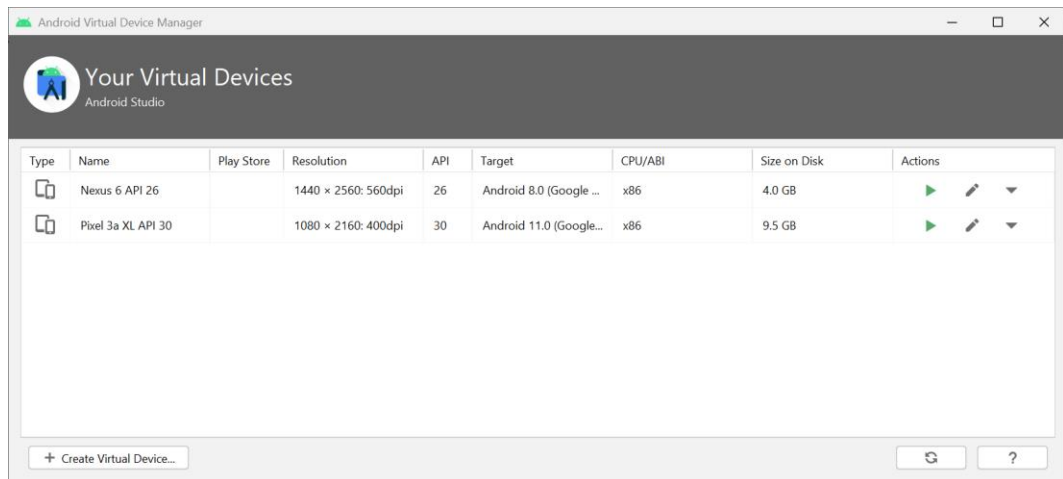 Android Virtual Device Manager
Your Virtual Devices
Android Studio
Type Name Play Store Resolution API Target CPU/ABI Size on Disk Actions
Nexus 6 API 26 1440 × 2560: 560dpi 26 Android 8.0 (Google ... x86 4.0 GB
Pixel 3a XL API 30 1080 × 2160: 400dpi 30 Android 11.0 (Google... x86 9.5 GB
+ Create Virtual Device... ?